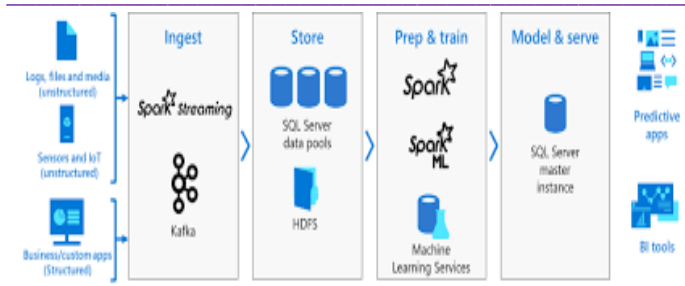 Ingest
Store
Prep & train
Model & serve
Logs, files and media
(unstructured)
Sensors and IoT
(unstructured)
Business/custom apps
(Structured)
Spark Streaming
Kafka
SQL Server
data pools
HDFS
Spark
Spark
ML
Machine
Learning Services
SQL Server
master
instance
Predictive
apps
BI tools